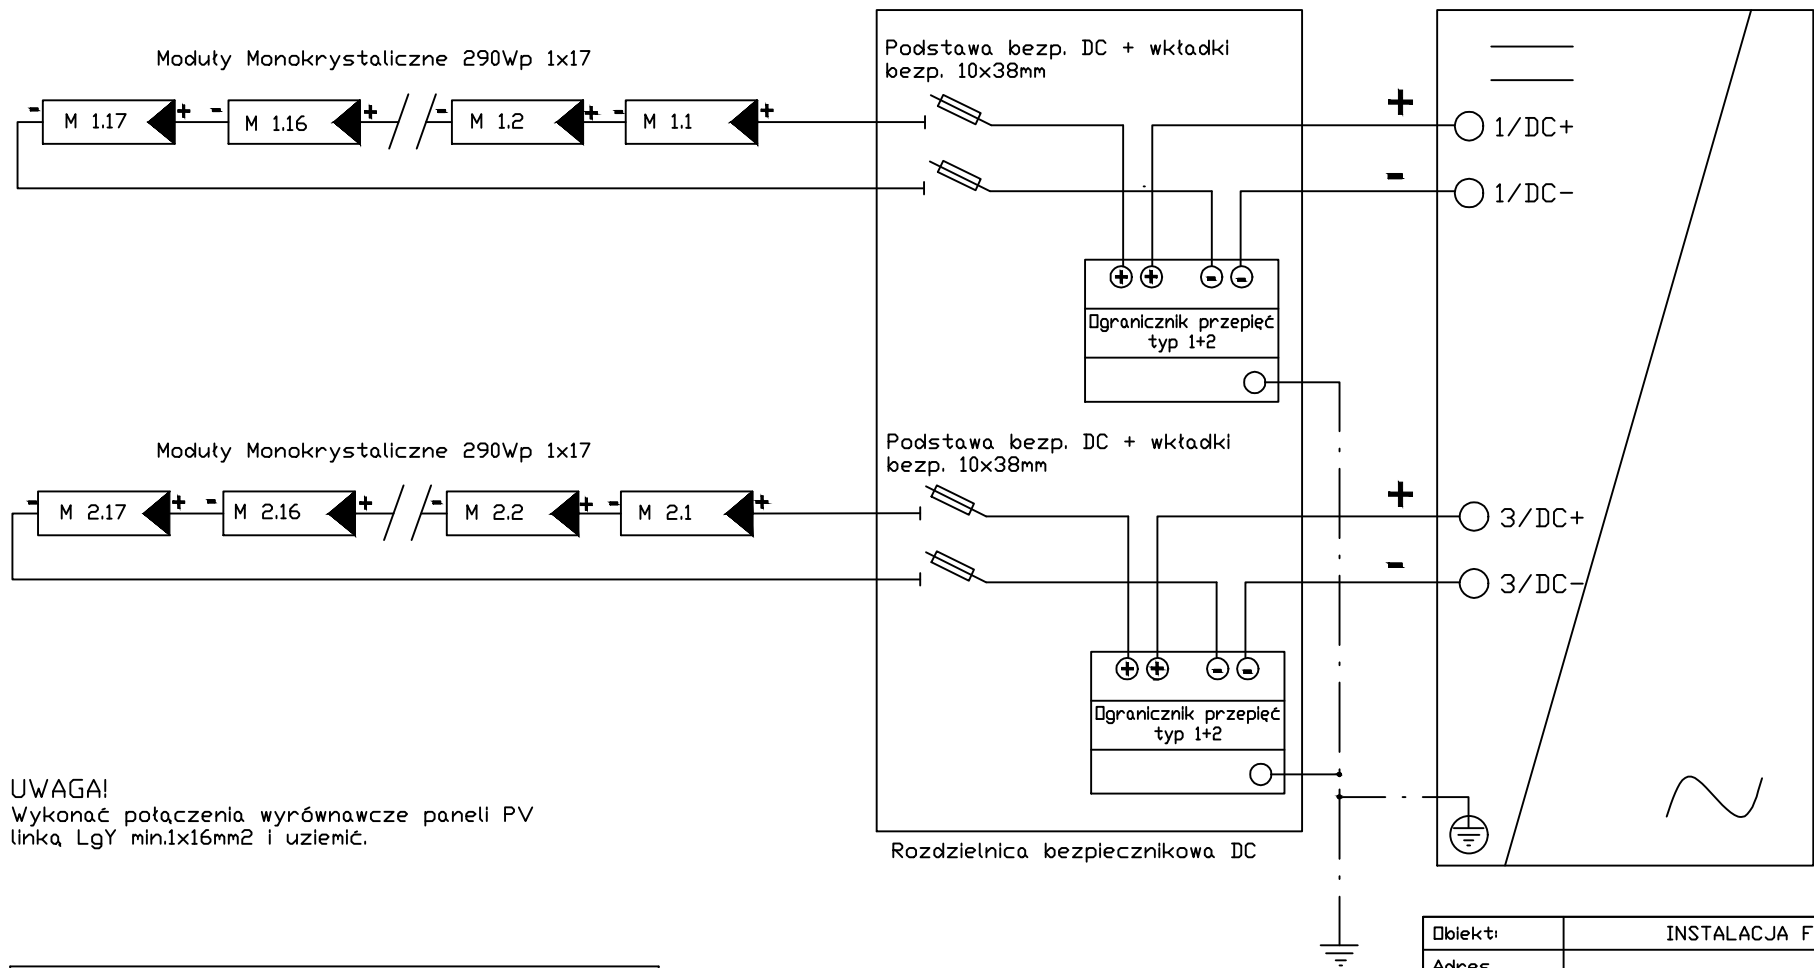 Moduły Monokrystaliczne 290Wp 1x17
- M 1.17 + - M 1.16 + - M 1.2 + - M 1.1 +
Podstawa bezp. DC + wkładki
bezp. 10x38mm
+
1/DC+
-
1/DC-
+ + - -
Ogranicznik przepięć
typ 1+2
Moduły Monokrystaliczne 290Wp 1x17
- M 2.17 + - M 2.16 + - M 2.2 + - M 2.1 +
Podstawa bezp. DC + wkładki
bezp. 10x38mm
+
3/DC+
-
3/DC-
+ + - -
Ogranicznik przepięć
typ 1+2
UWAGA!
Wykonać połączenia wyrównawcze paneli PV
linką LgY min.1x16mm2 i uziemić.
Rozdzielnica bezpiecznikowa DC
Obiekt: INSTALACJA F
Adres